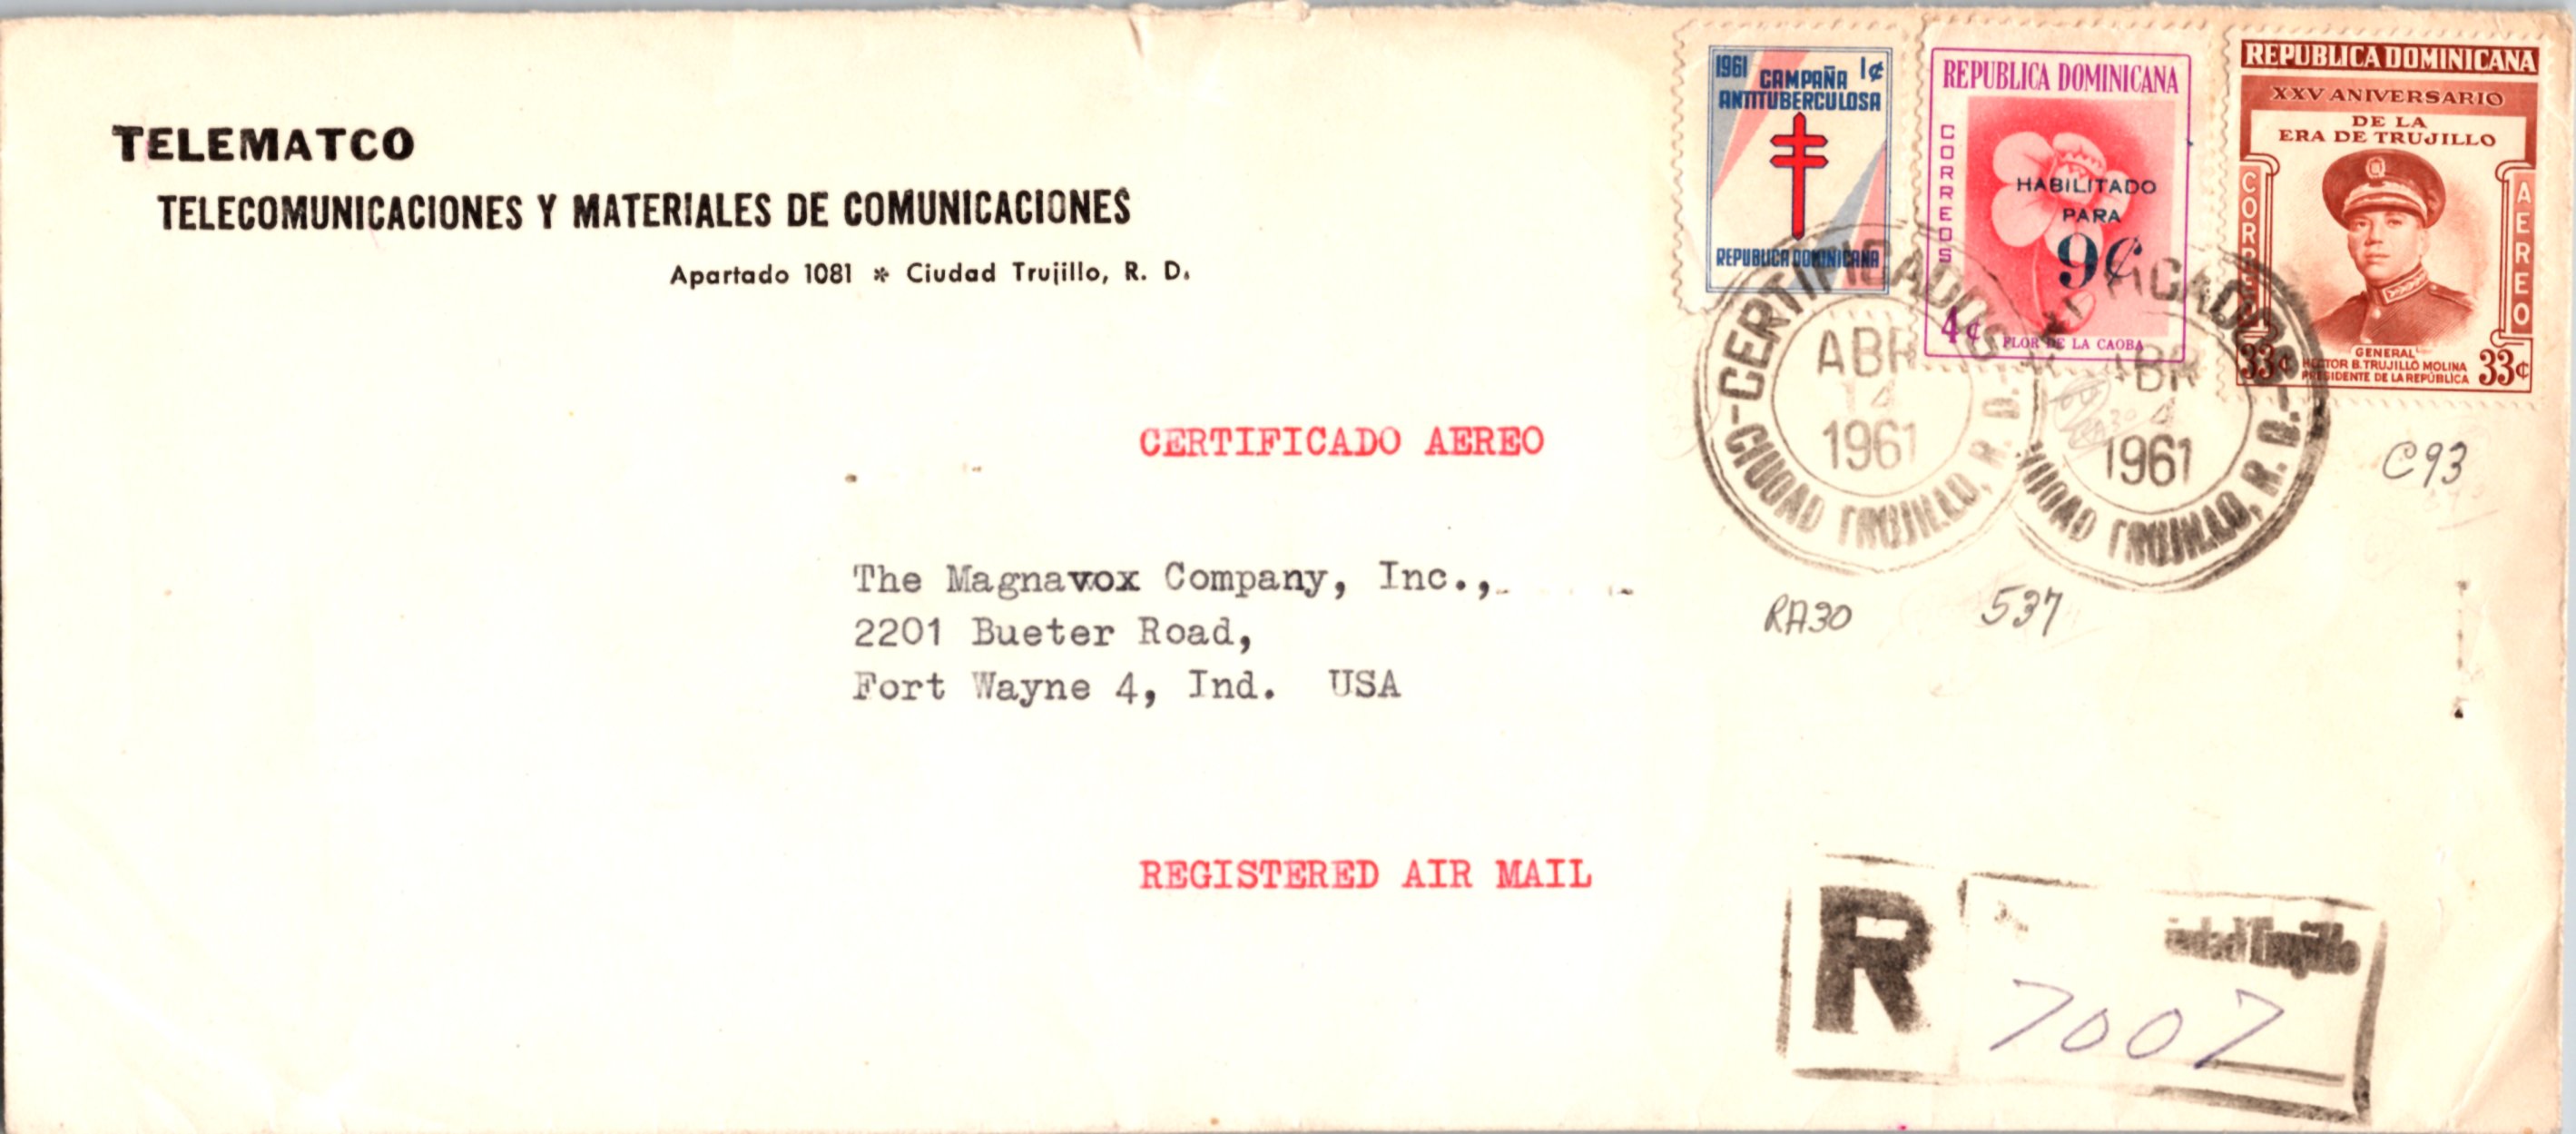 TELEMATCO
TELECOMUNICACIONES Y MATERIALES DE COMUNICACIONES
Apartado 1081 * Ciudad Trujillo, R. D.
1961 CAMPAÑA 1¢
ANTITUBERCULOSA
REPUBLICA DOMINICANA
REPUBLICA DOMINICANA
CORREOS
HABILITADO
PARA
9¢
4¢ FLOR DE LA CAOBA
REPUBLICA DOMINICANA
XXV ANIVERSARIO
DE LA
ERA DE TRUJILLO
CORREO
AEREO
33¢ GENERAL 33¢
HECTOR B. TRUJILLO MOLINA
PRESIDENTE DE LA REPÚBLICA
CERTIFICADOS
ABR
14
1961
CIUDAD TRUJILLO, R. D.
1961
TRUJILLO, R. D.
CERTIFICADO AEREO
C93
The Magnavox Company, Inc.,
2201 Bueter Road,
Fort Wayne 4, Ind. USA
RA30
537
REGISTERED AIR MAIL
R
7007